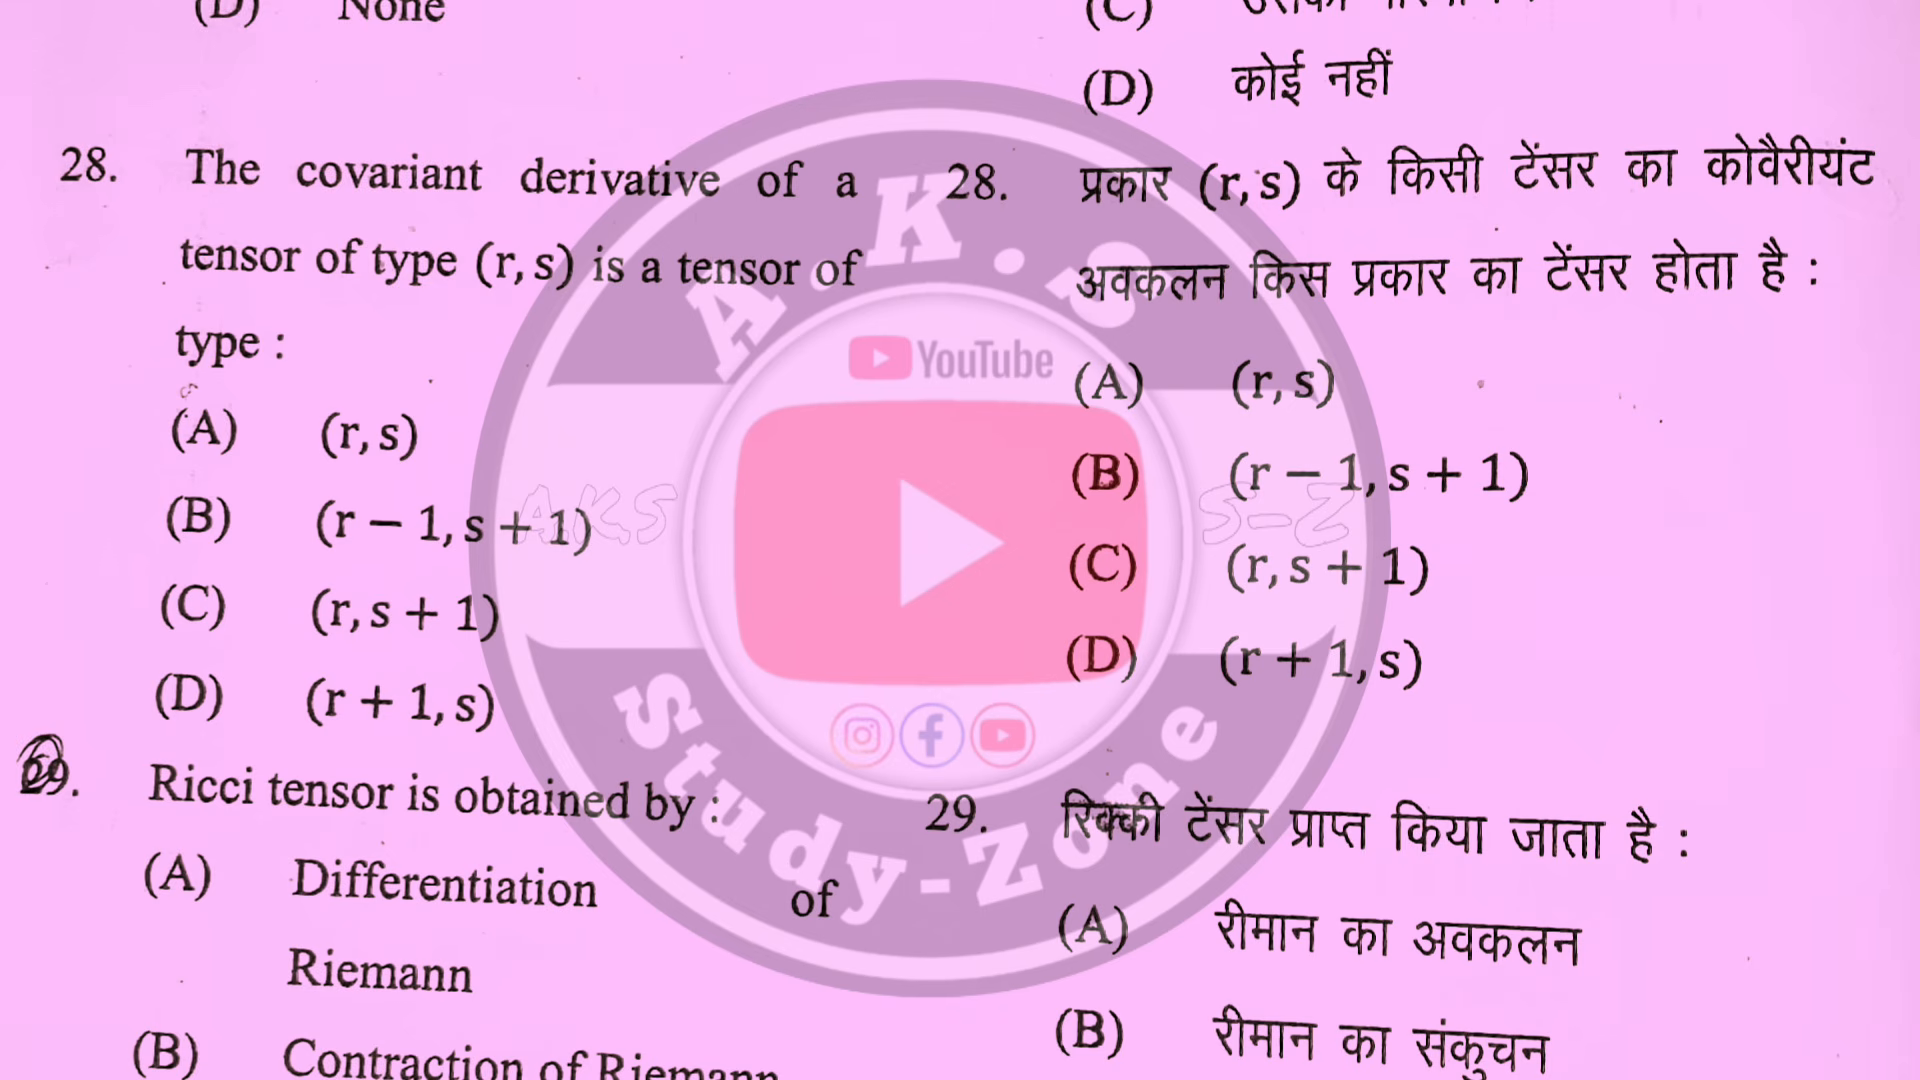 (D) None
28. The covariant derivative of a
tensor of type (r, s) is a tensor of
type :
(A) (r, s)
(B) (r − 1, s + 1)
(C) (r, s + 1)
(D) (r + 1, s)
29. Ricci tensor is obtained by :
(A) Differentiation of
Riemann
(B) Contraction of Riemann
(C)
(D) कोई नहीं
28. प्रकार (r, s) के किसी टेंसर का कोवैरीयंट
अवकलन किस प्रकार का टेंसर होता है :
(A) (r, s)
(B) (r − 1, s + 1)
(C) (r, s + 1)
(D) (r + 1, s)
29. रिक्की टेंसर प्राप्त किया जाता है :
(A) रीमान का अवकलन
(B) रीमान का संकुचन
A.K.S
YouTube
AKS S-Z
Study-Zone